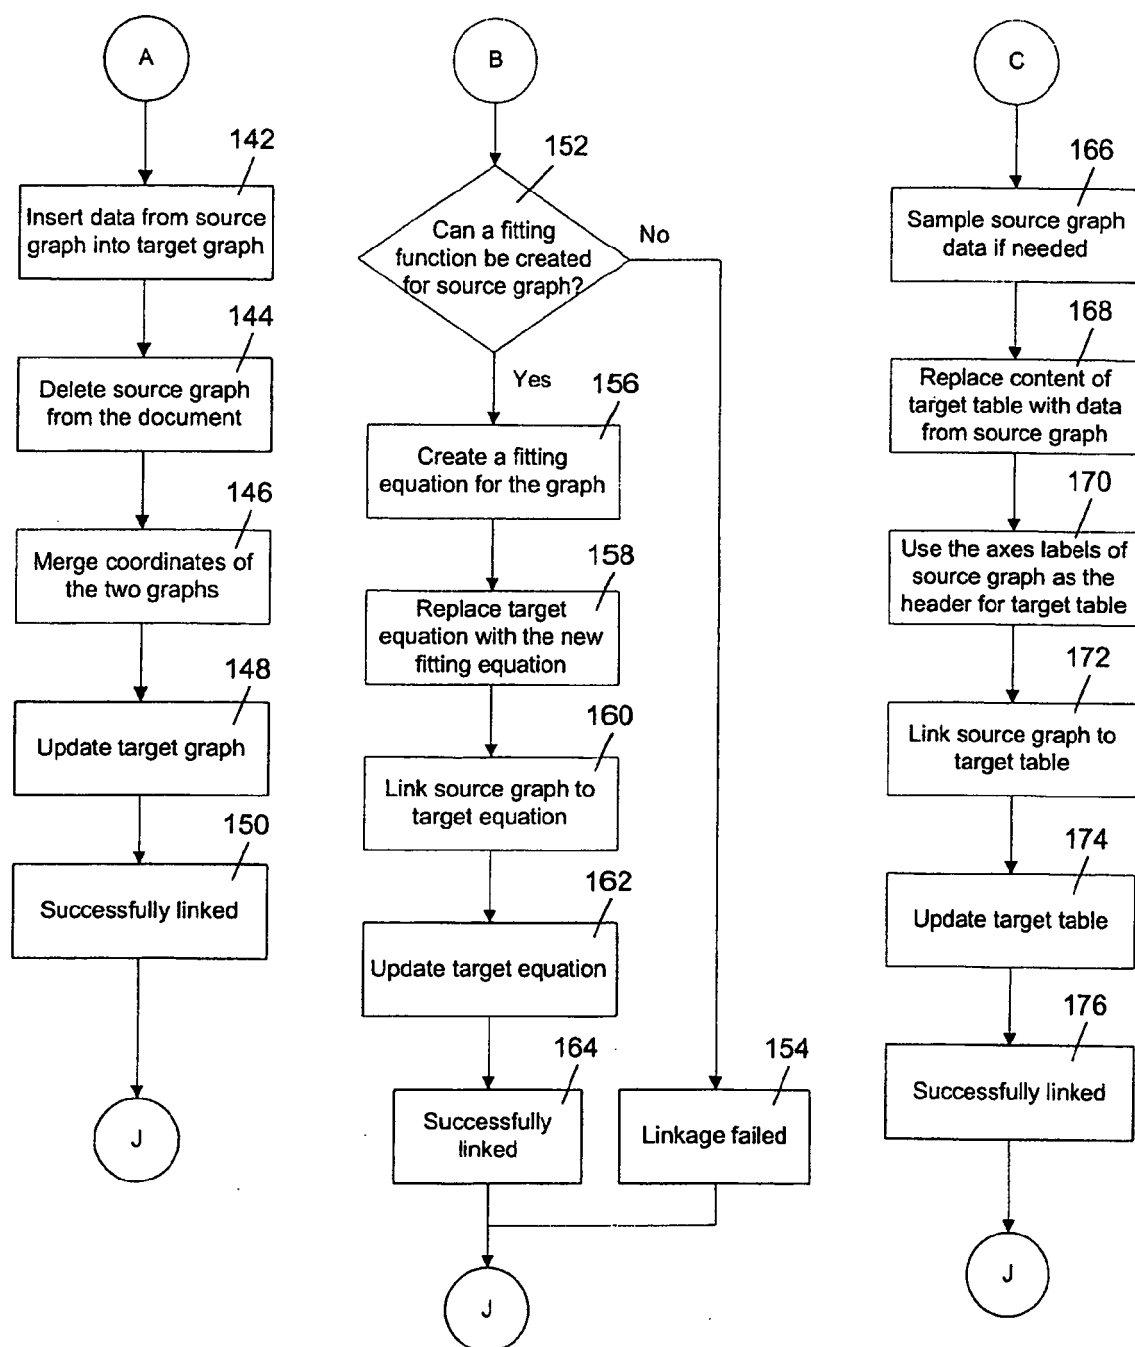 A
142
Insert data from source
graph into target graph
144
Delete source graph
from the document
146
Merge coordinates of
the two graphs
148
Update target graph
150
Successfully linked
J
B
152
Can a fitting
function be created
for source graph?
No
Yes
156
Create a fitting
equation for the graph
158
Replace target
equation with the new
fitting equation
160
Link source graph to
target equation
162
Update target equation
164
Successfully
linked
154
Linkage failed
J
C
166
Sample source graph
data if needed
168
Replace content of
target table with data
from source graph
170
Use the axes labels of
source graph as the
header for target table
172
Link source graph to
target table
174
Update target table
176
Successfully linked
J